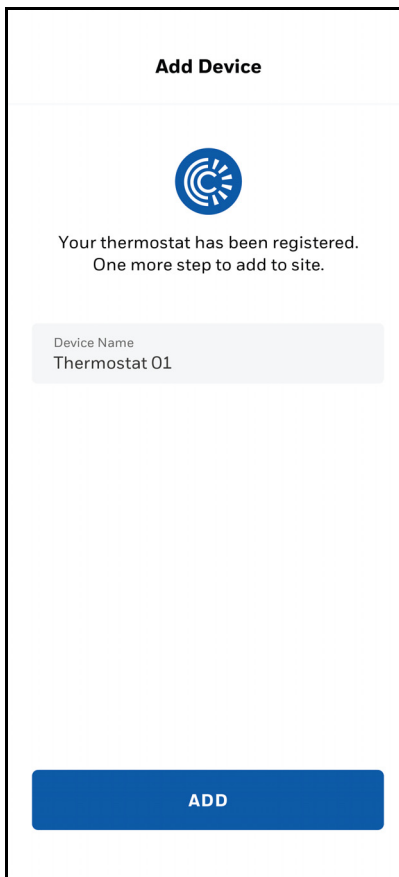 Add Device
Your thermostat has been registered.
One more step to add to site.
Device Name
Thermostat 01
ADD